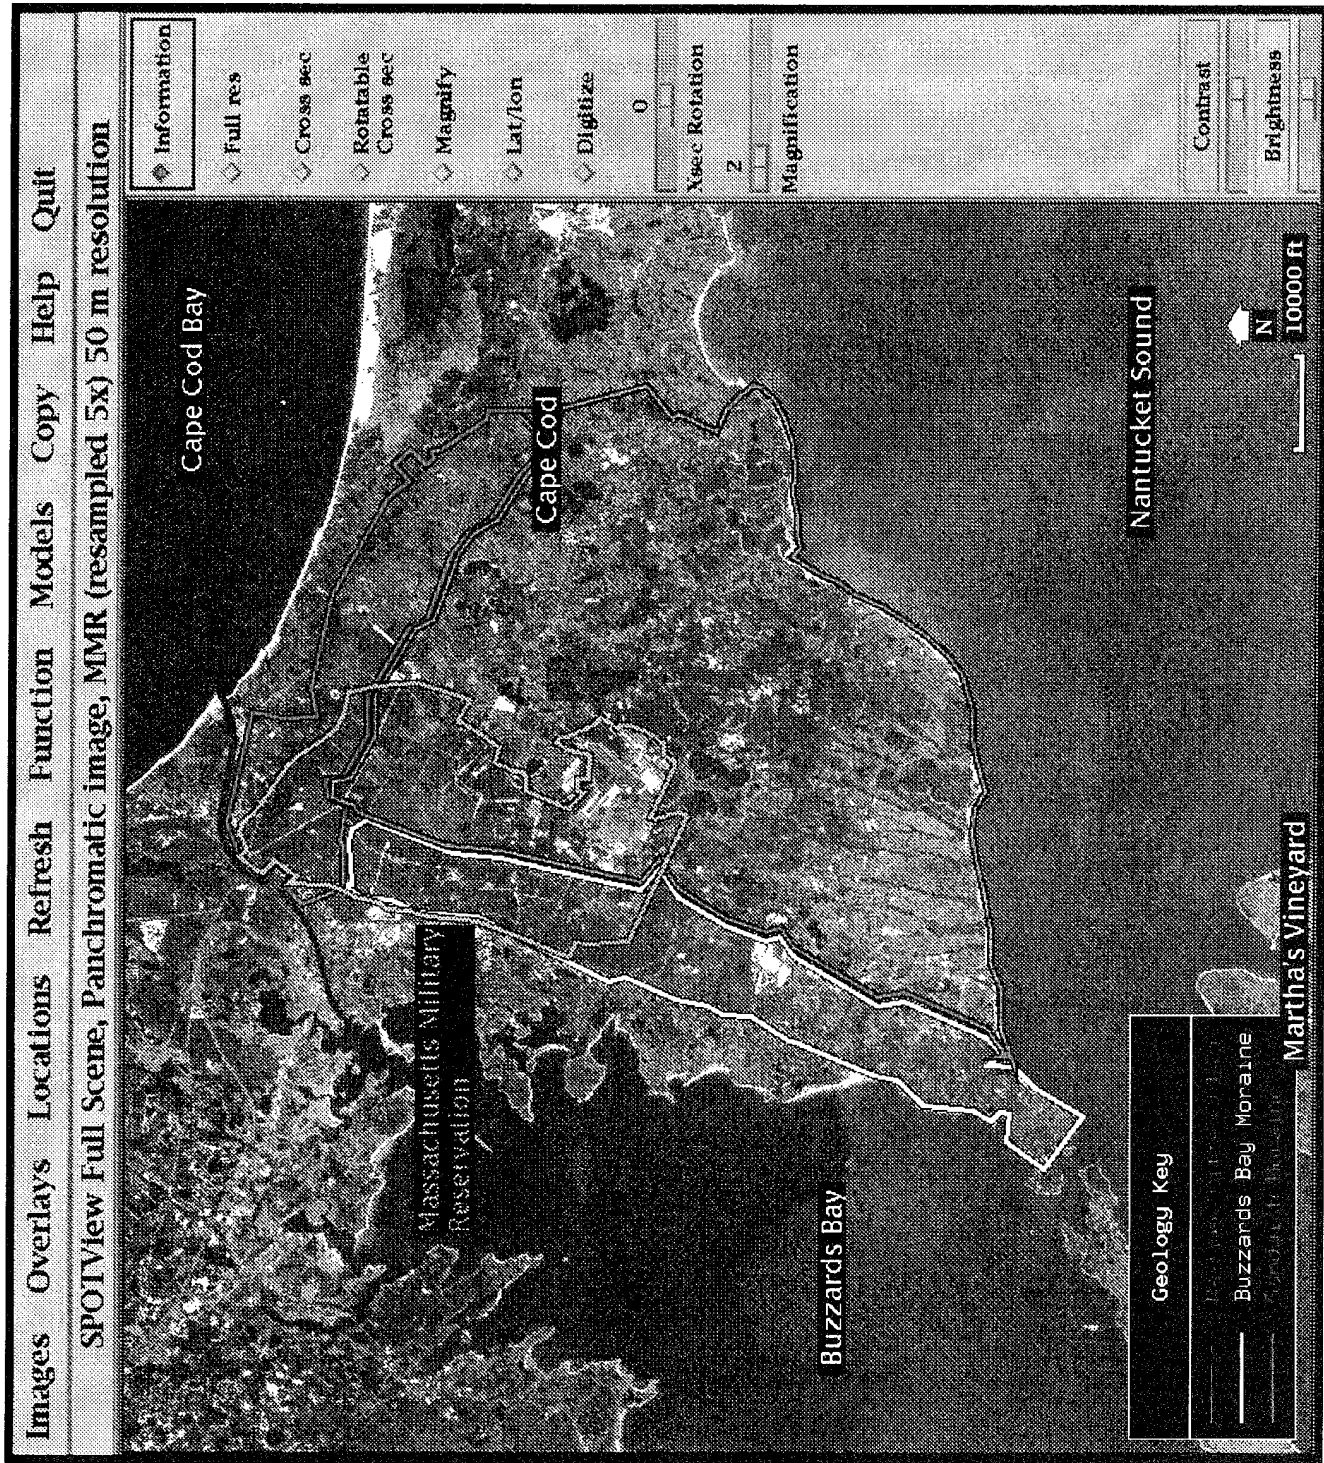 Images Overlays Locations Refresh Function Models Copy Help Quit
SPOTView Full Scene, Panchromatic image, MMR (resampled 5x) 50 m resolution
Information
Full res
Cross sec
Rotatable
Cross sec
Magnify
Lat/lon
Digitize
0
Xsec Rotation
2
Magnification
Contrast
Brightness
Cape Cod Bay
Cape Cod
Massachusetts Military
Reservation
Buzzards Bay
Nantucket Sound
N
10000 ft
Martha's Vineyard
Geology Key
Buzzards Bay Moraine